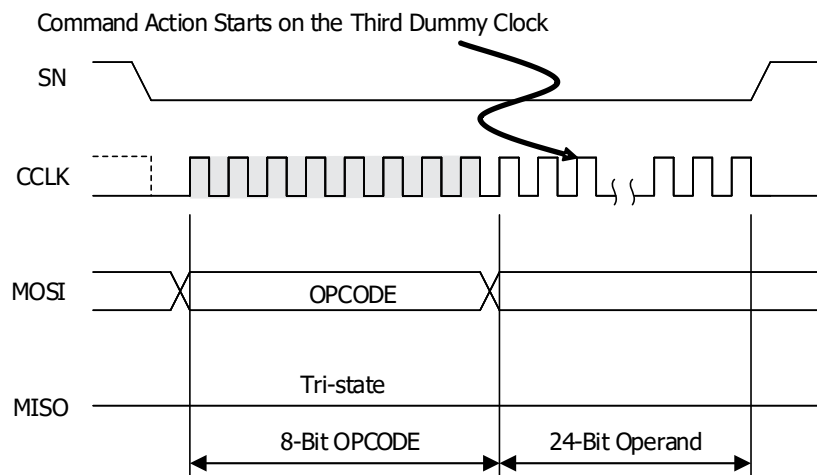 Command Action Starts on the Third Dummy Clock
SN
CCLK
MOSI
OPCODE
Tri-state
MISO
8-Bit OPCODE
24-Bit Operand